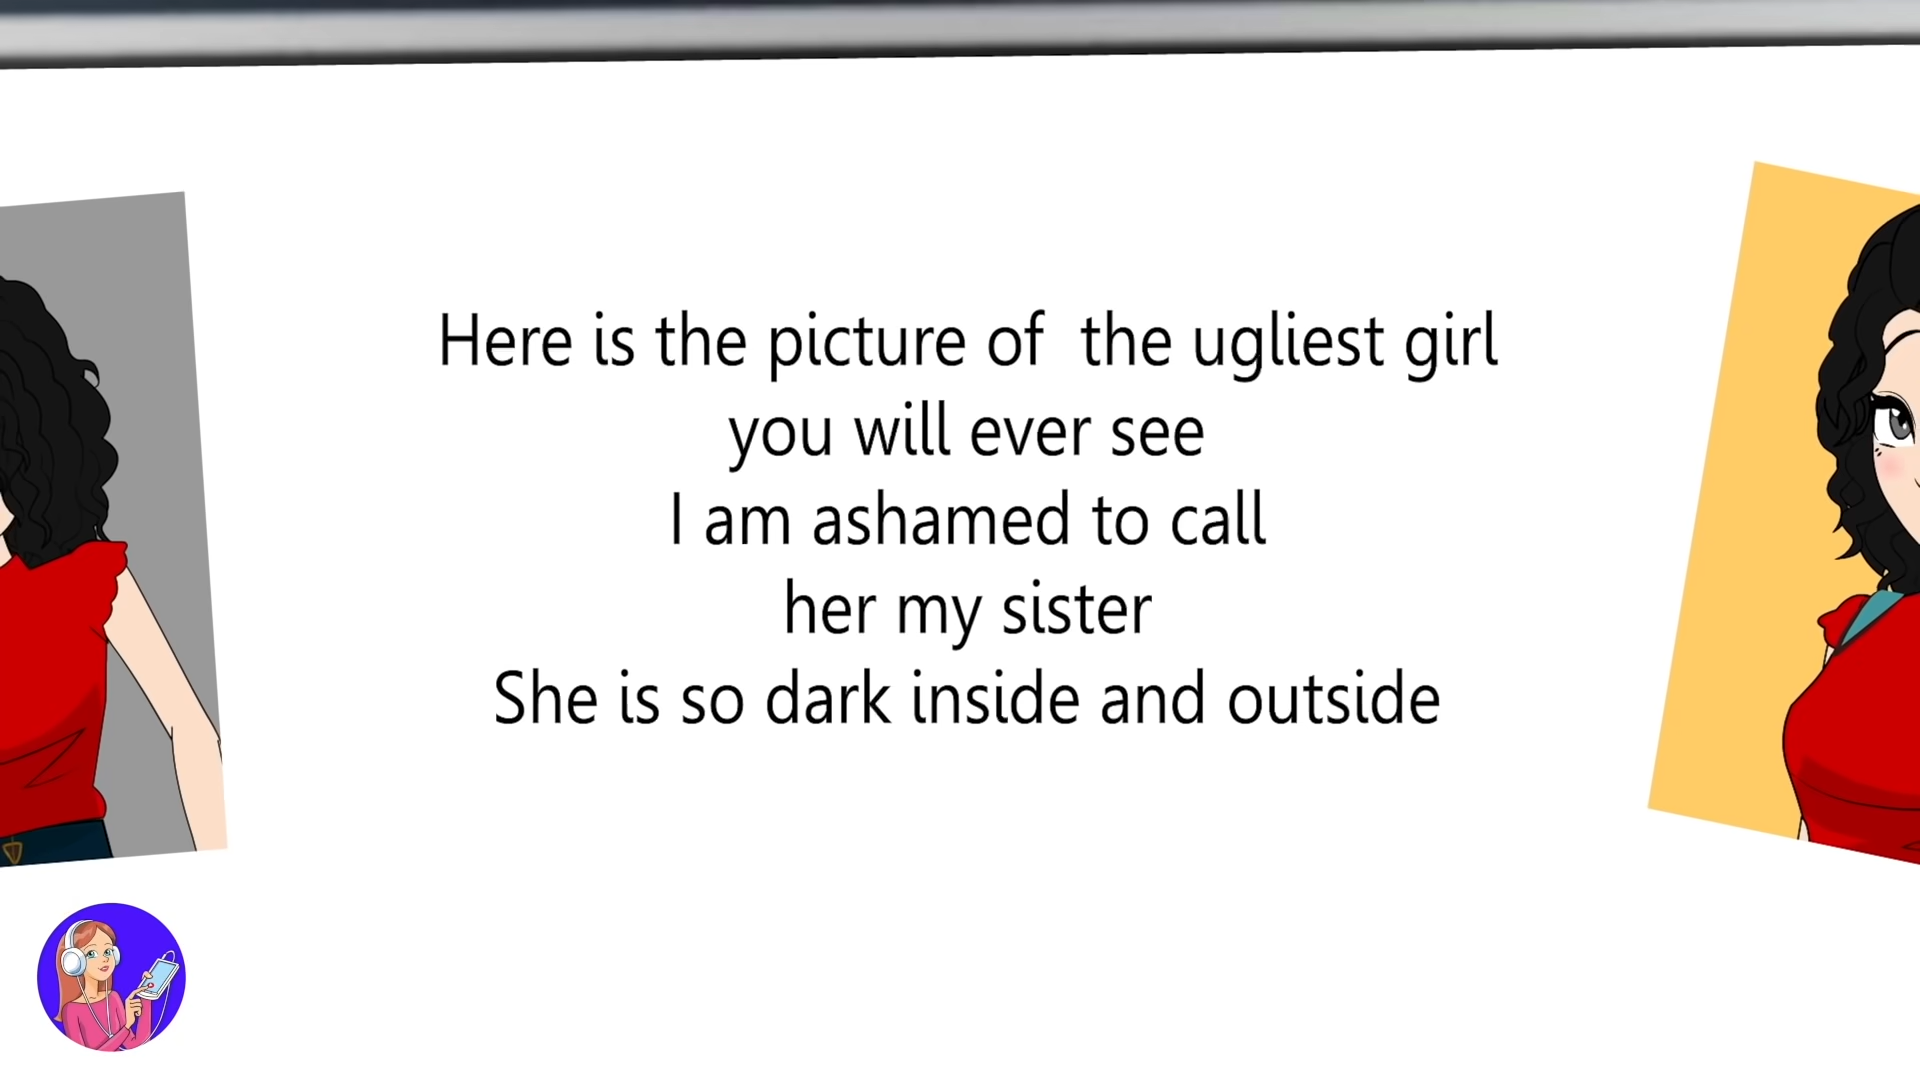 Here is the picture of  the ugliest girl
you will ever see
I am ashamed to call
her my sister
She is so dark inside and outside